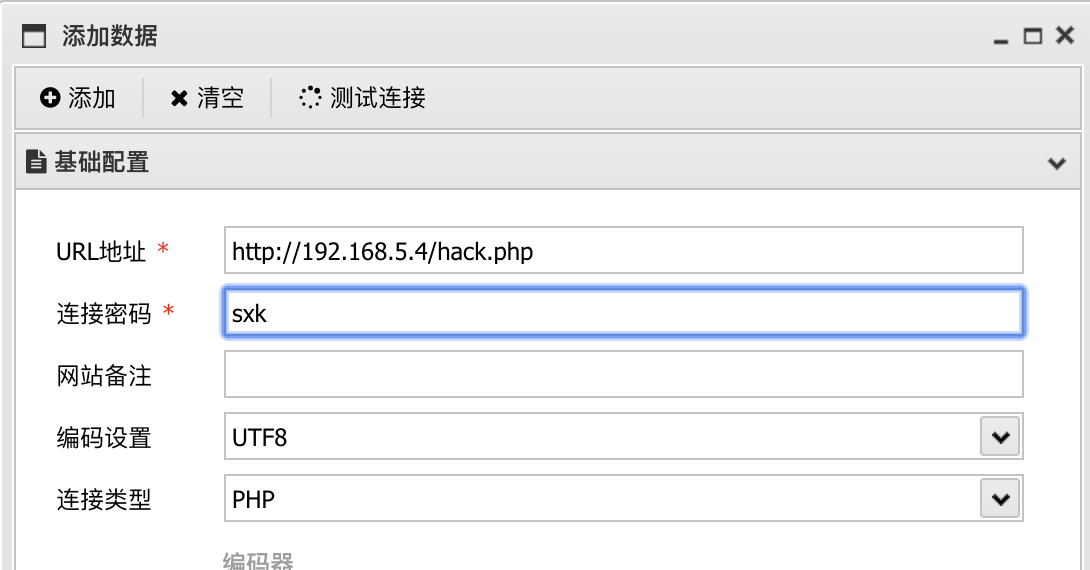 添加数据
添加 清空 测试连接
基础配置
URL地址 * http://192.168.5.4/hack.php
连接密码 * sxk
网站备注
编码设置 UTF8
连接类型 PHP
编码器